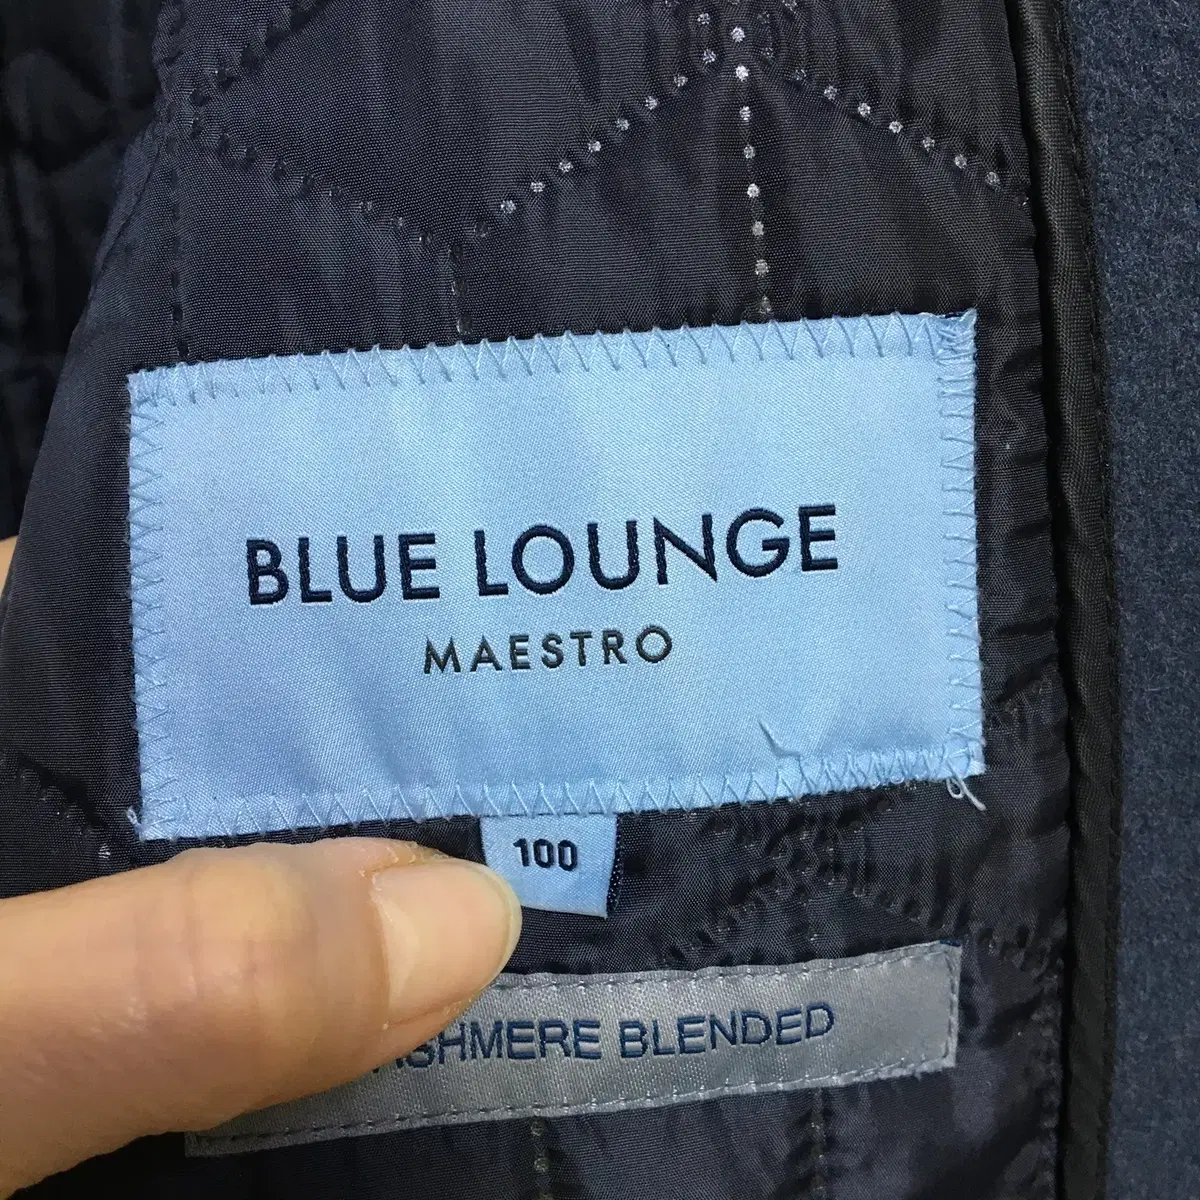 BLUE LOUNGE
MAESTRO
100
BLENDED